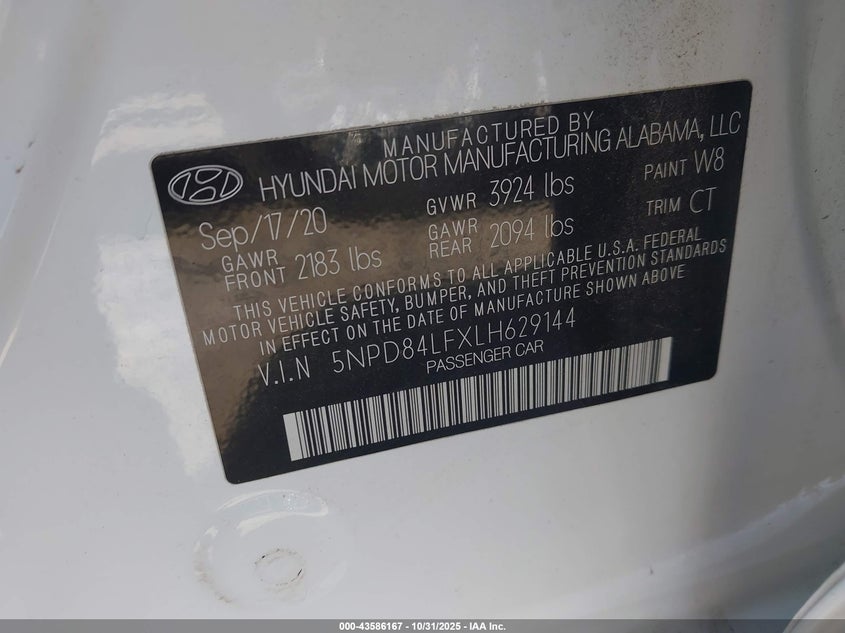 MANUFACTURED BY
HYUNDAI MOTOR MANUFACTURING ALABAMA, LLC
Sep/17/20 GVWR 3924 lbs PAINT W8
GAWR FRONT 2183 lbs GAWR REAR 2094 lbs TRIM CT
THIS VEHICLE CONFORMS TO ALL APPLICABLE U.S.A. FEDERAL
MOTOR VEHICLE SAFETY, BUMPER, AND THEFT PREVENTION STANDARDS
IN EFFECT ON THE DATE OF MANUFACTURE SHOWN ABOVE
V.I.N 5NPD84LFXLH629144
PASSENGER CAR
000-43586167 - 10/31/2025 - IAA Inc.